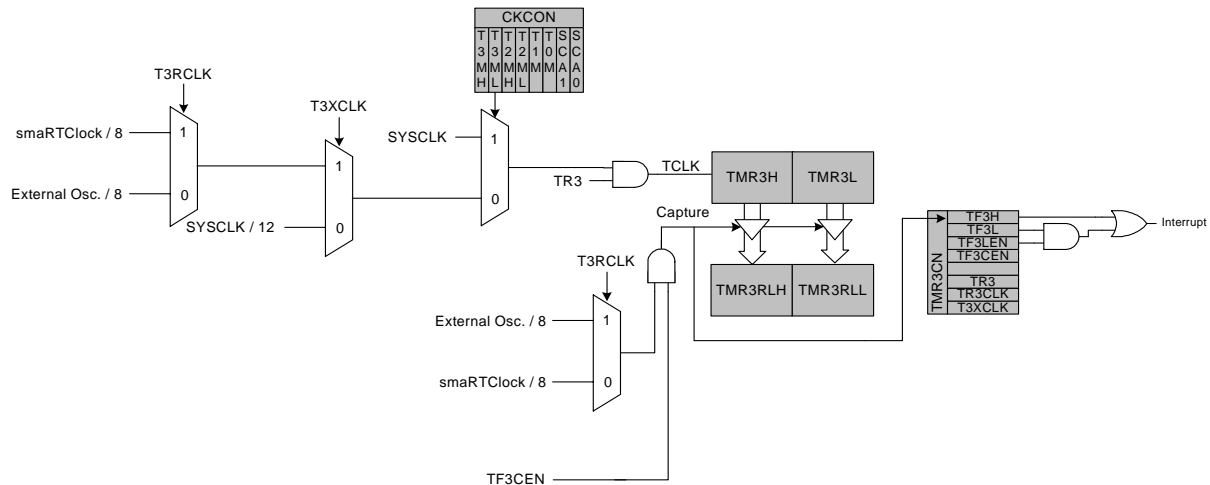 CKCON
T3MH
T3ML
T2MH
T2ML
T1M
T0M
SCA1
SCA0
T3RCLK
smaRTClock / 8
1
External Osc. / 8
0
T3XCLK
1
SYSCLK / 12
0
SYSCLK
1
0
TR3
TCLK
TMR3H
TMR3L
Capture
TMR3RLH
TMR3RLL
T3RCLK
External Osc. / 8
1
smaRTClock / 8
0
TF3CEN
TMR3CN
TF3H
TF3L
TF3LEN
TF3CEN
TR3
TR3CLK
T3XCLK
Interrupt